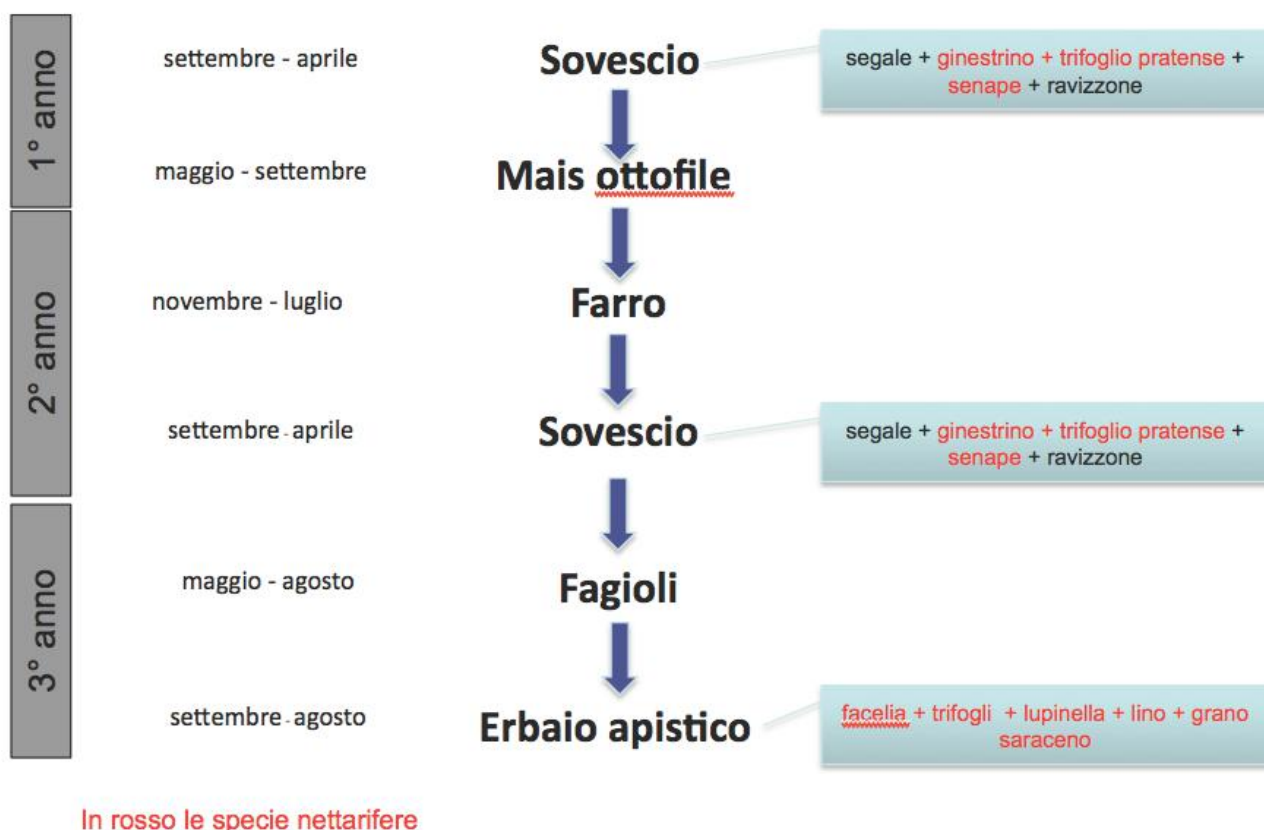 1° anno
settembre - aprile
Sovescio
segale + ginestrino + trifoglio pratense +
senape + ravizzone
maggio - settembre
Mais ottofile
2° anno
novembre - luglio
Farro
settembre - aprile
Sovescio
segale + ginestrino + trifoglio pratense +
senape + ravizzone
3° anno
maggio - agosto
Fagioli
settembre - agosto
Erbaio apistico
facelia + trifogli + lupinella + lino + grano
saraceno
In rosso le specie nettarifere